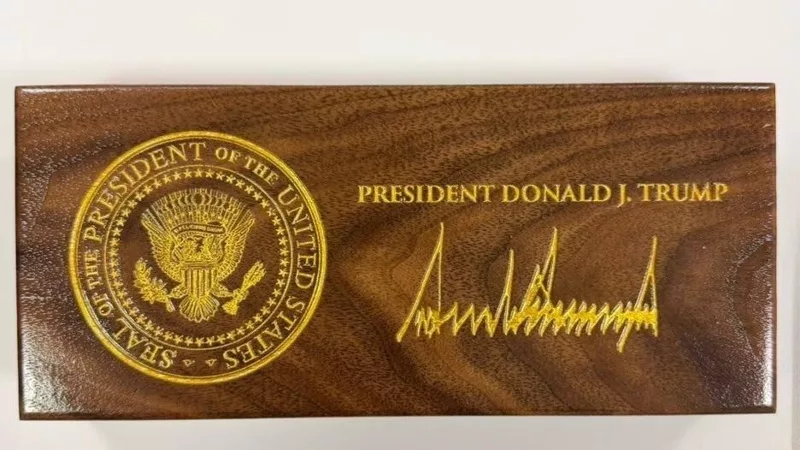 SEAL OF THE PRESIDENT OF THE UNITED STATES
PRESIDENT DONALD J. TRUMP